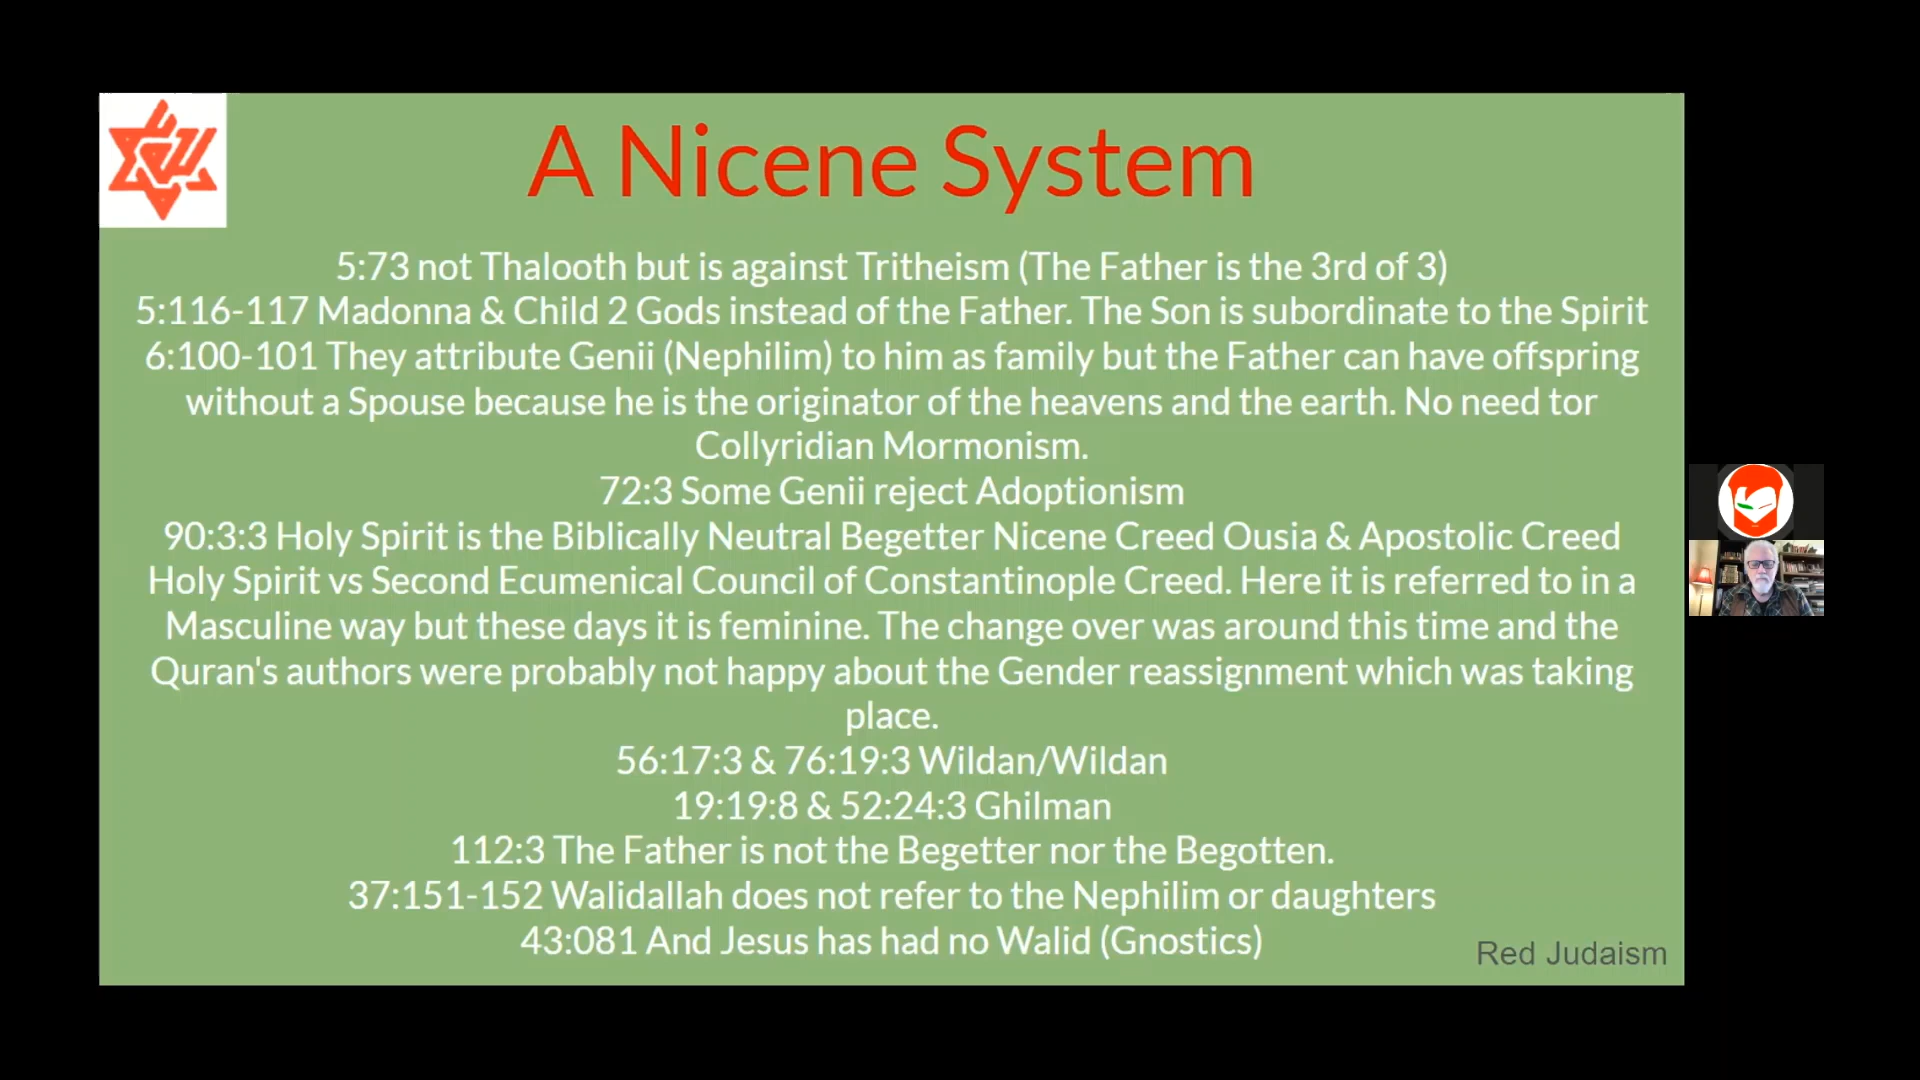 A Nicene System
5:73 not Thalooth but is against Tritheism (The Father is the 3rd of 3)
5:116-117 Madonna & Child 2 Gods instead of the Father. The Son is subordinate to the Spirit
6:100-101 They attribute Genii (Nephilim) to him as family but the Father can have offspring
without a Spouse because he is the originator of the heavens and the earth. No need tor
Collyridian Mormonism.
72:3 Some Genii reject Adoptionism
90:3:3 Holy Spirit is the Biblically Neutral Begetter Nicene Creed Ousia & Apostolic Creed
Holy Spirit vs Second Ecumenical Council of Constantinople Creed. Here it is referred to in a
Masculine way but these days it is feminine. The change over was around this time and the
Quran's authors were probably not happy about the Gender reassignment which was taking
place.
56:17:3 & 76:19:3 Wildan/Wildan
19:19:8 & 52:24:3 Ghilman
112:3 The Father is not the Begetter nor the Begotten.
37:151-152 Walidallah does not refer to the Nephilim or daughters
43:081 And Jesus has had no Walid (Gnostics)
Red Judaism